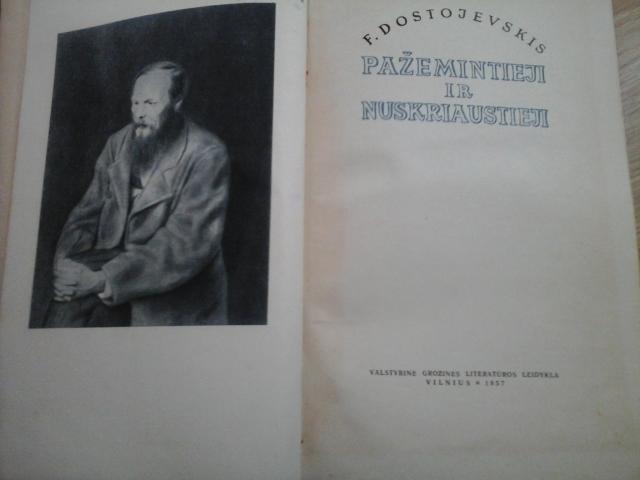 F. DOSTOJEVSKIS
PAŽEMINTIEJI
IR
NUSKRIAUSTIEJI
VALSTYBINĖ GROŽINĖS LITERATŪROS LEIDYKLA
VILNIUS * 1957